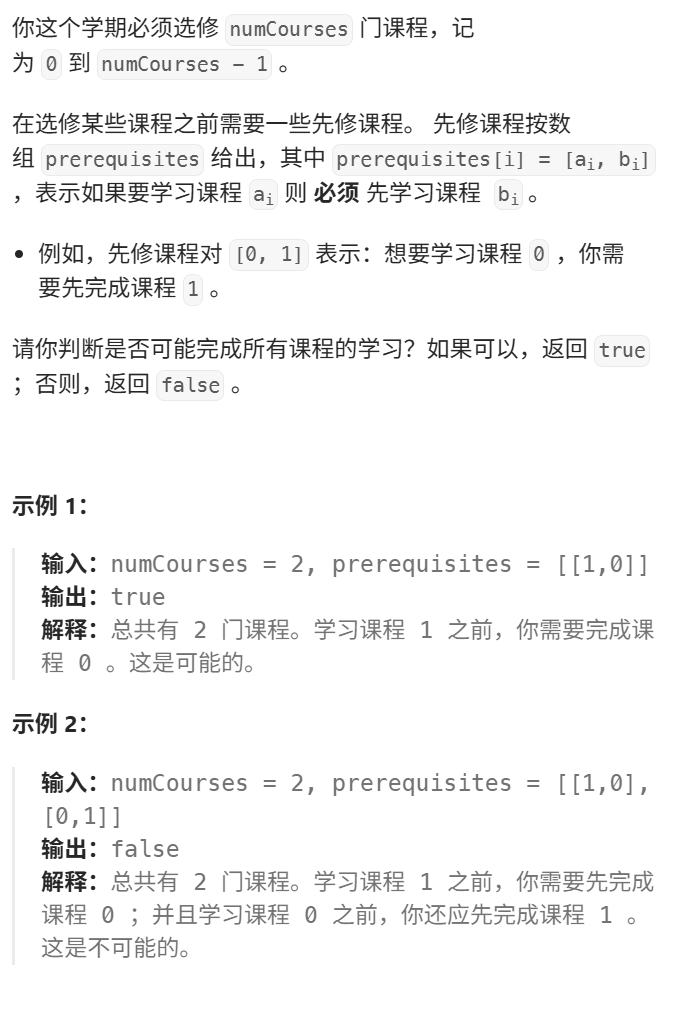 你这个学期必须选修 numCourses 门课程，记
为 0 到 numCourses - 1 。
在选修某些课程之前需要一些先修课程。 先修课程按数
组 prerequisites 给出，其中 prerequisites[i] = [aᵢ, bᵢ]
，表示如果要学习课程 aᵢ 则 必须 先学习课程 bᵢ 。
• 例如，先修课程对 [0, 1] 表示：想要学习课程 0 ，你需
要先完成课程 1 。
请你判断是否可能完成所有课程的学习？如果可以，返回 true
；否则，返回 false 。
示例 1：
输入：numCourses = 2, prerequisites = [[1,0]]
输出：true
解释：总共有 2 门课程。学习课程 1 之前，你需要完成课
程 0 。这是可能的。
示例 2：
输入：numCourses = 2, prerequisites = [[1,0],
[0,1]]
输出：false
解释：总共有 2 门课程。学习课程 1 之前，你需要先完成
课程 0 ；并且学习课程 0 之前，你还应先完成课程 1 。
这是不可能的。